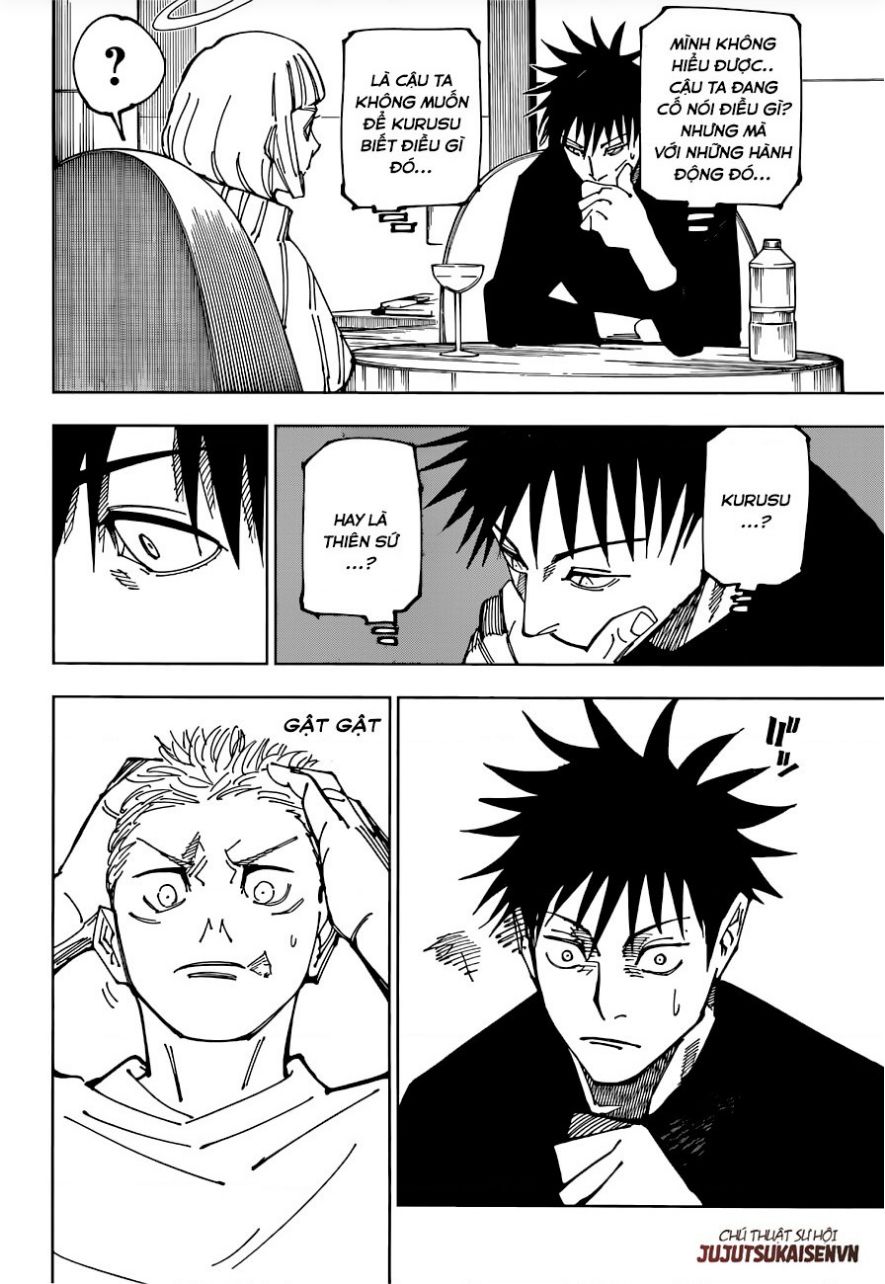 MÌNH KHÔNG
HIỂU ĐƯỢC..
CẬU TA ĐANG
CỐ NÓI ĐIỀU GÌ?
NHƯNG MÀ
VỚI NHỮNG HÀNH
ĐỘNG ĐÓ...
LÀ CẬU TA
KHÔNG MUỐN
ĐỂ KURUSU
BIẾT ĐIỀU GÌ
ĐÓ...
?
KURUSU
...?
HAY LÀ
THIÊN SỨ
...?
GẬT GẬT
CHÚ THUẬT SƯ HỒI
JUJUTSUKAISENVN